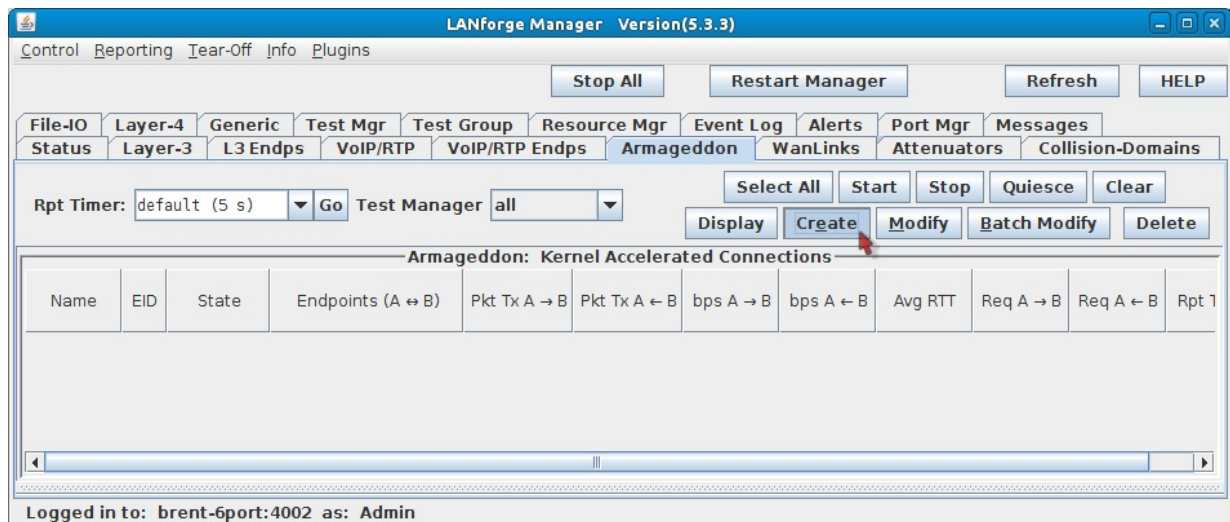 LANforge Manager Version(5.3.3)
Control Reporting Tear-Off Info Plugins
Stop All Restart Manager Refresh HELP
File-IO Layer-4 Generic Test Mgr Test Group Resource Mgr Event Log Alerts Port Mgr Messages
Status Layer-3 L3 Endps VoIP/RTP VoIP/RTP Endps Armageddon WanLinks Attenuators Collision-Domains
Select All Start Stop Quiesce Clear
Rpt Timer: default (5 s) Go Test Manager all
Display Create Modify Batch Modify Delete
Armageddon: Kernel Accelerated Connections
Name EID State Endpoints (A ↔ B) Pkt Tx A → B Pkt Tx A ← B bps A → B bps A ← B Avg RTT Req A → B Req A ← B Rpt
Logged in to: brent-6port:4002 as: Admin